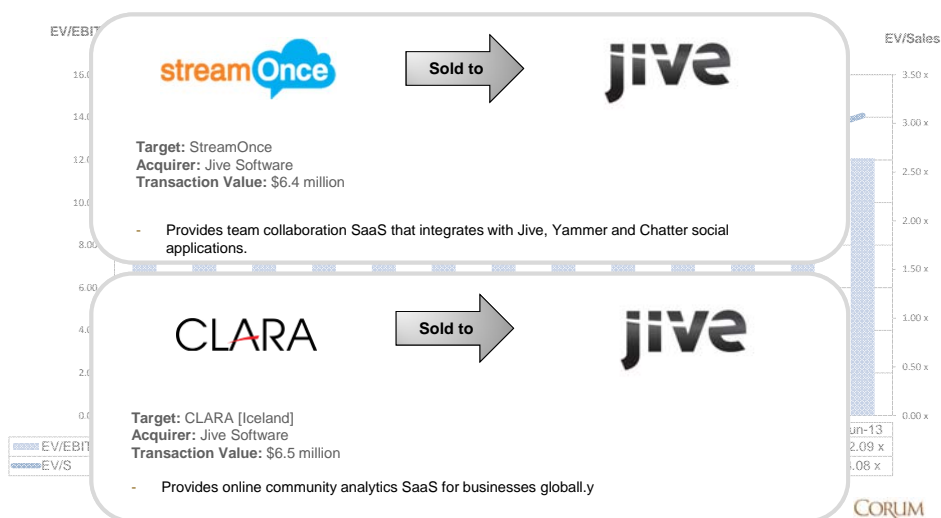 EV/EBIT
EV/Sales
streamOnce
Sold to
jive
16.0
3.50 x
14.0
3.00 x
Target: StreamOnce
Acquirer: Jive Software
Transaction Value: $6.4 million
12.0
2.50 x
10.0
2.00 x
- Provides team collaboration SaaS that integrates with Jive, Yammer and Chatter social
applications.
8.00
1.50 x
6.00
CLARA
Sold to
jive
4.0
1.00 x
2.0
0.50 x
0.0
0.00 x
Target: CLARA [Iceland]
Acquirer: Jive Software
Transaction Value: $6.5 million
un-13
EV/EBIT
2.09 x
EV/S
.08 x
- Provides online community analytics SaaS for businesses globall.y
CORUM